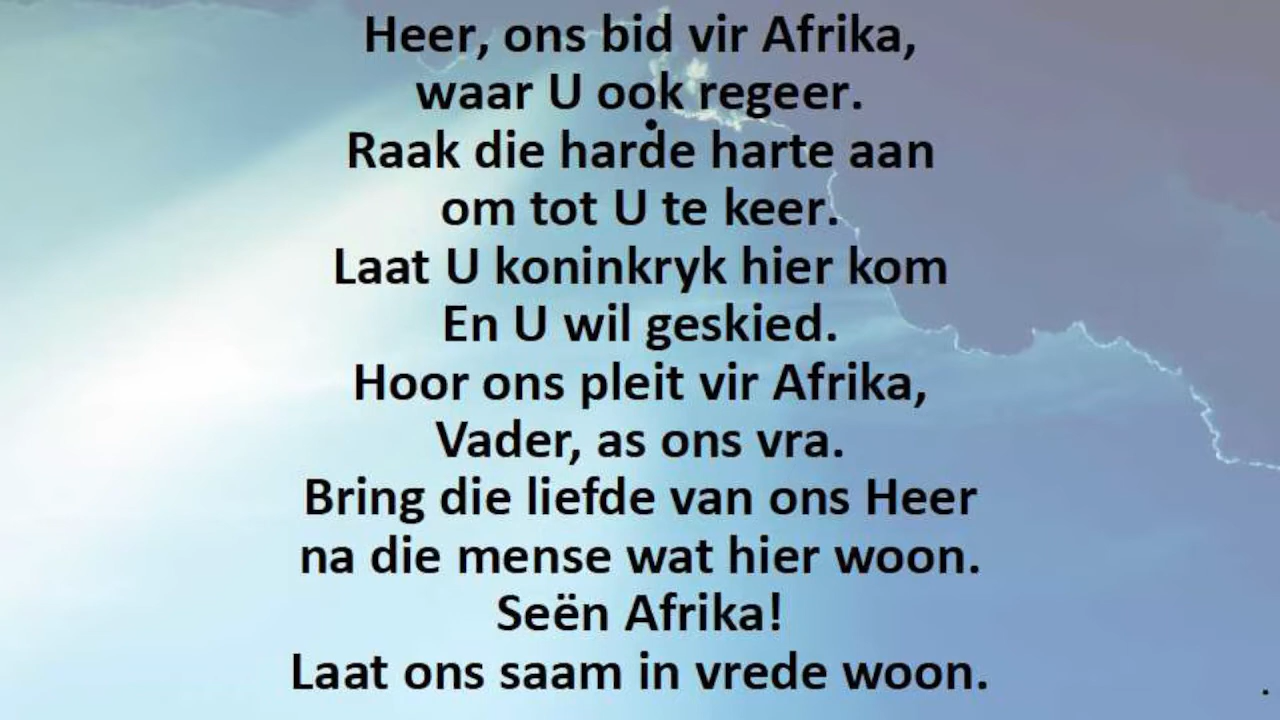 Heer, ons bid vir Afrika,
waar U ook regeer.
Raak die harde harte aan
om tot U te keer.
Laat U koninkryk hier kom
En U wil geskied.
Hoor ons pleit vir Afrika,
Vader, as ons vra.
Bring die liefde van ons Heer
na die mense wat hier woon.
Seën Afrika!
Laat ons saam in vrede woon.